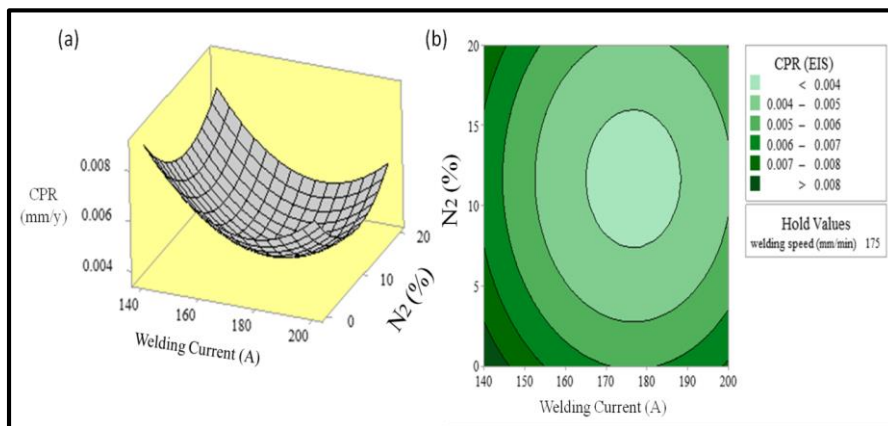 (a)
0.008
0.006
0.004
CPR
(mm/y)
140
160
180
200
Welding Current (A)
0
10
20
N2 (%)
(b)
20
15
10
5
0
N2 (%)
140 150 160 170 180 190 200
Welding Current (A)
CPR (EIS)
< 0.004
0.004 – 0.005
0.005 – 0.006
0.006 – 0.007
0.007 – 0.008
> 0.008
Hold Values
welding speed (mm/min) 175